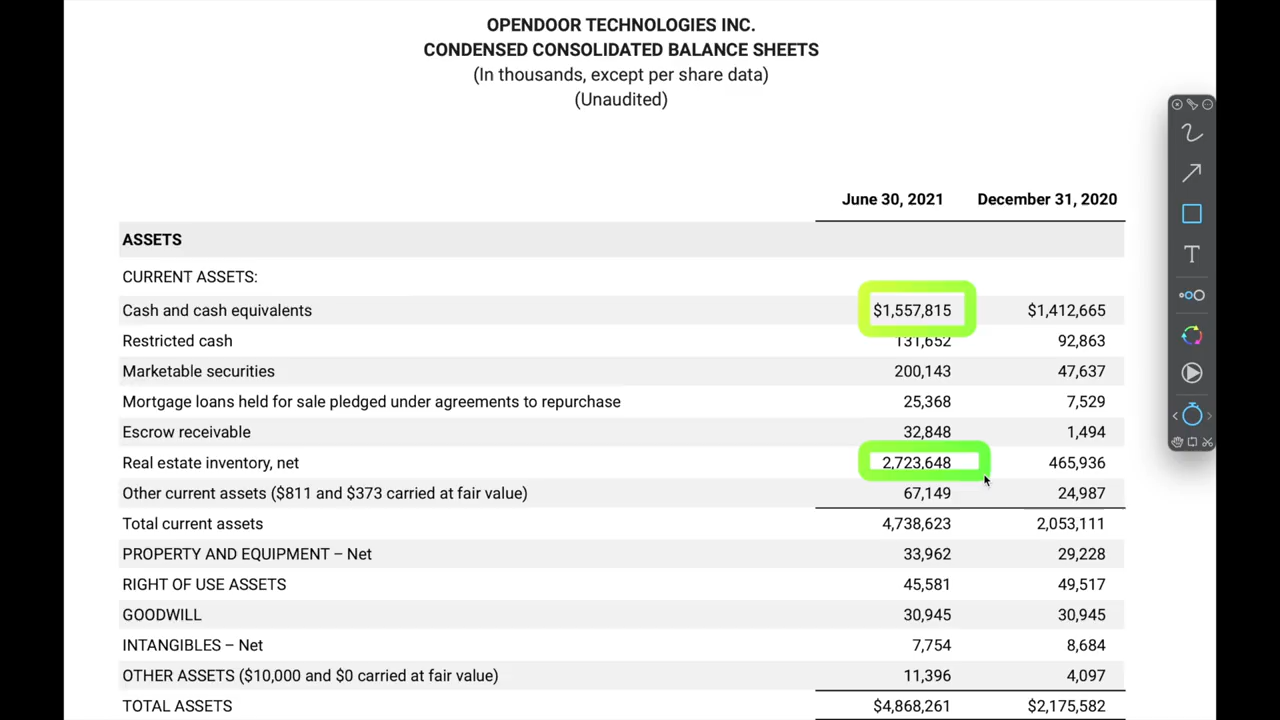 OPENDOOR TECHNOLOGIES INC.
CONDENSED CONSOLIDATED BALANCE SHEETS
(In thousands, except per share data)
(Unaudited)
June 30, 2021 December 31, 2020
ASSETS
CURRENT ASSETS:
Cash and cash equivalents $1,557,815 $1,412,665
Restricted cash 131,652 92,863
Marketable securities 200,143 47,637
Mortgage loans held for sale pledged under agreements to repurchase 25,368 7,529
Escrow receivable 32,848 1,494
Real estate inventory, net 2,723,648 465,936
Other current assets ($811 and $373 carried at fair value) 67,149 24,987
Total current assets 4,738,623 2,053,111
PROPERTY AND EQUIPMENT – Net 33,962 29,228
RIGHT OF USE ASSETS 45,581 49,517
GOODWILL 30,945 30,945
INTANGIBLES – Net 7,754 8,684
OTHER ASSETS ($10,000 and $0 carried at fair value) 11,396 4,097
TOTAL ASSETS $4,868,261 $2,175,582